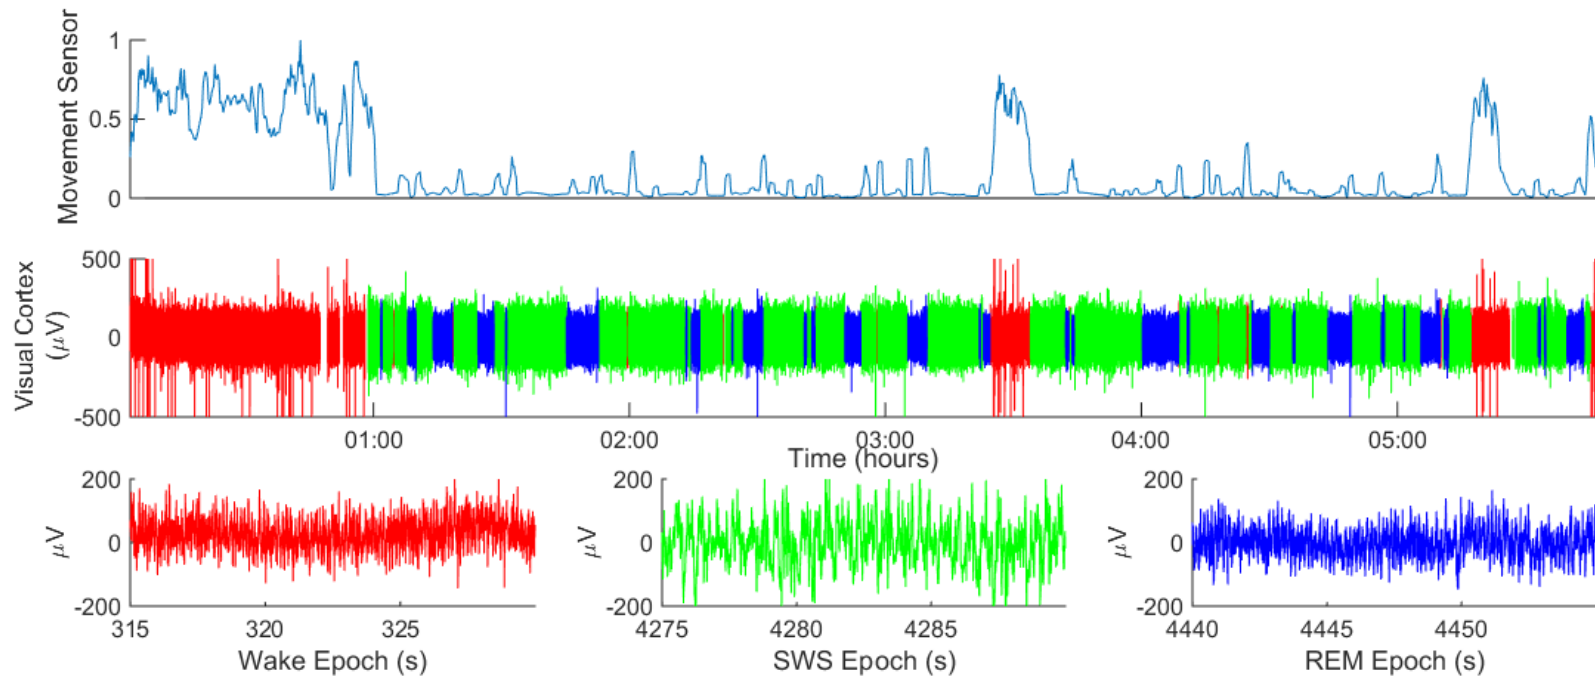 Movement Sensor
1
0.5
0
Visual Cortex
(μV)
500
0
-500
01:00 02:00 03:00 04:00 05:00
Time (hours)
μV
200
0
-200
315 320 325
Wake Epoch (s)
μV
200
0
-200
4275 4280 4285
SWS Epoch (s)
μV
200
0
-200
4440 4445 4450
REM Epoch (s)